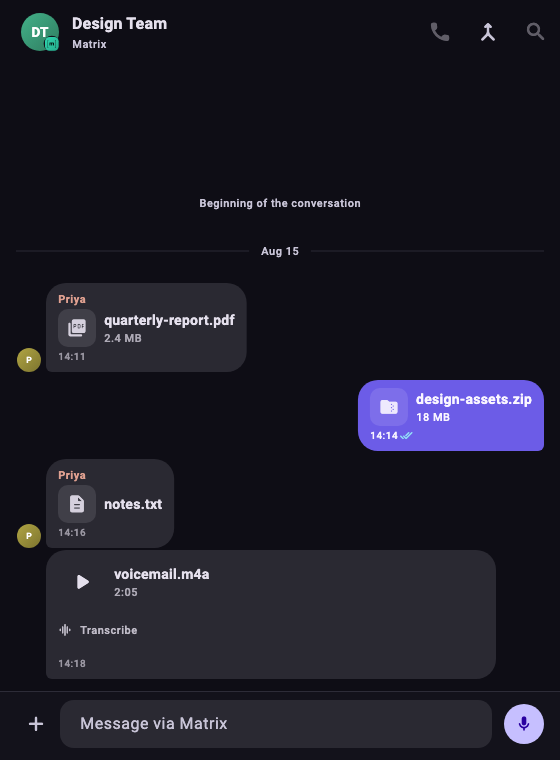 DT
Design Team
Matrix
Beginning of the conversation
Aug 15
Priya
PDF
quarterly-report.pdf
2.4 MB
14:11
P
design-assets.zip
18 MB
14:14
Priya
notes.txt
14:16
P
voicemail.m4a
2:05
Transcribe
14:18
Message via Matrix